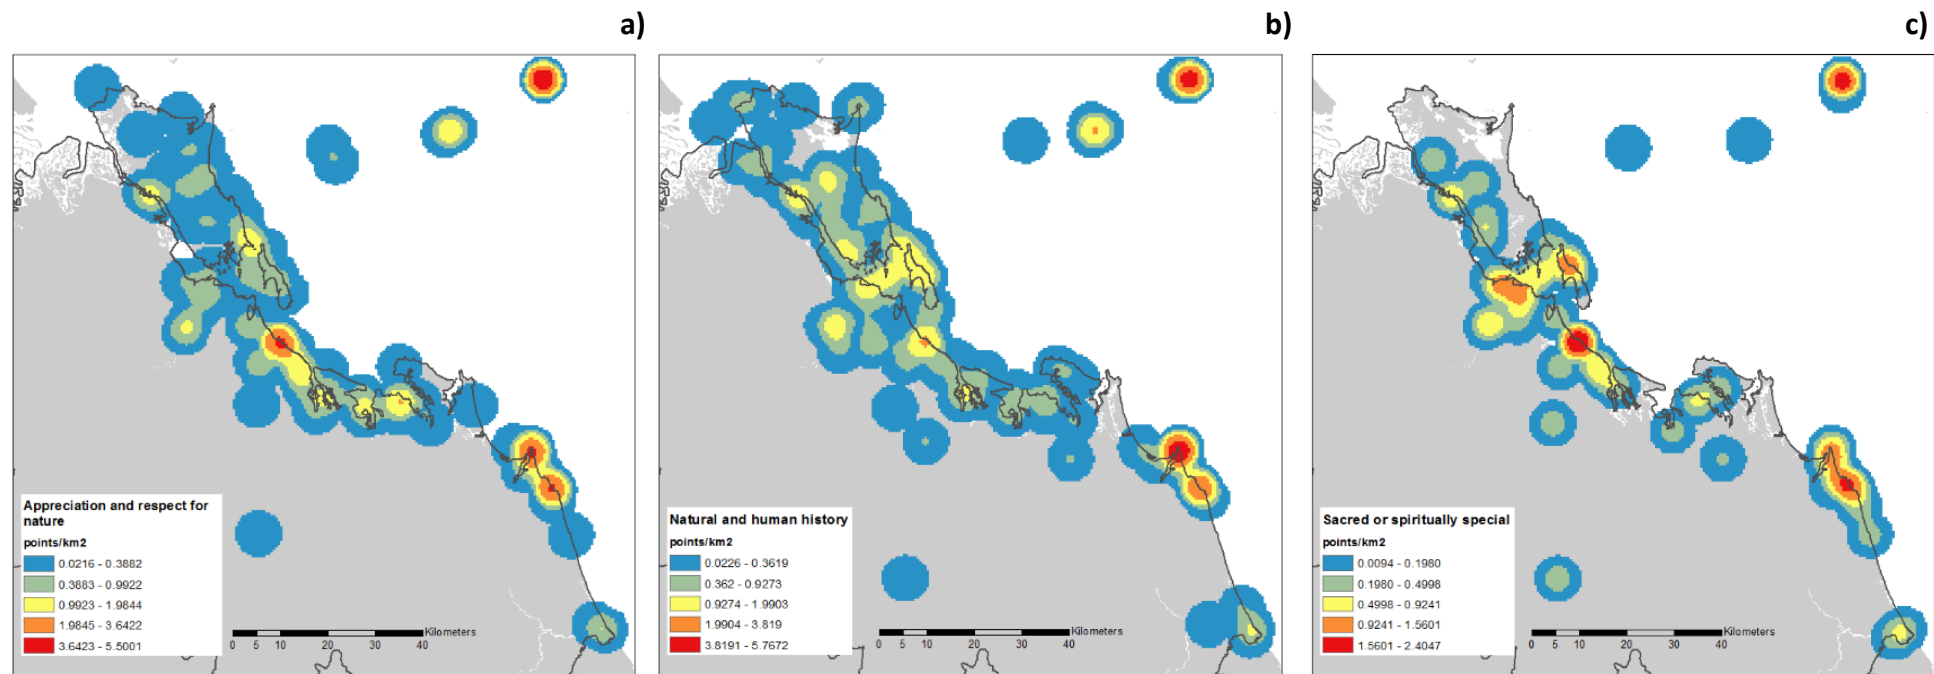 a)
b)
c)
Appreciation and respect for
nature
points/km2
0.0216 - 0.3882
0.3883 - 0.9922
0.9923 - 1.9844
1.9845 - 3.6422
3.6423 - 5.5001
Kilometers
0 5 10 20 30 40
Natural and human history
points/km2
0.0226 - 0.3619
0.362 - 0.9273
0.9274 - 1.9903
1.9904 - 3.819
3.8191 - 5.7672
Kilometers
0 5 10 20 30 40
Sacred or spiritually special
points/km2
0.0094 - 0.1980
0.1980 - 0.4998
0.4998 - 0.9241
0.9241 - 1.5601
1.5601 - 2.4047
Kilometers
0 5 10 20 30 40